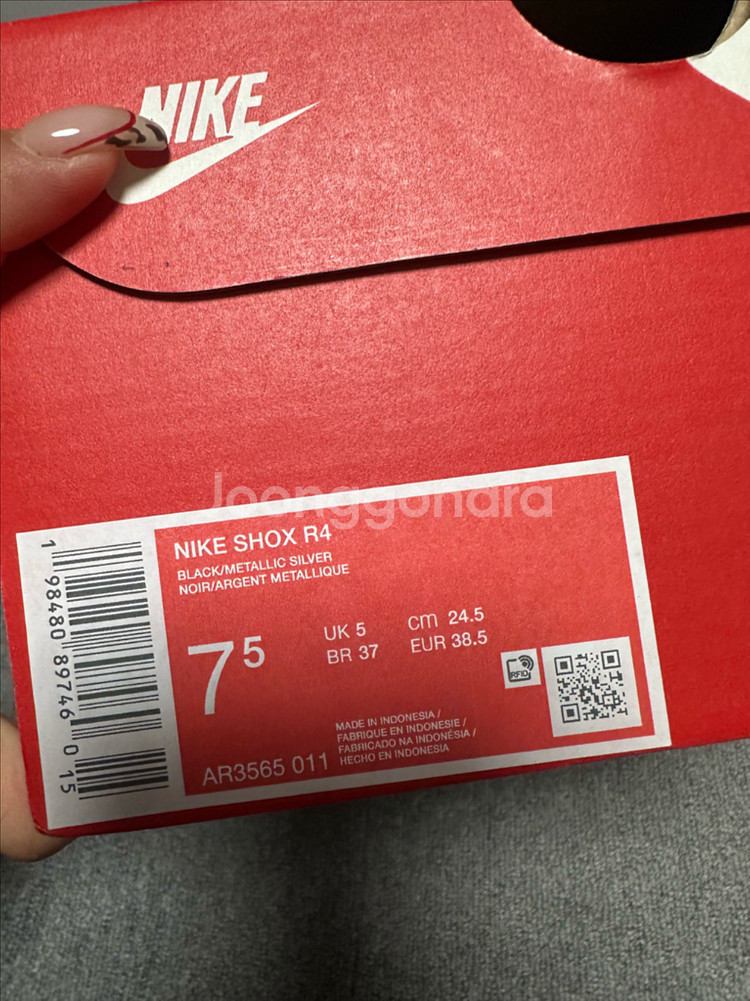 NIKE
Joonggonara
NIKE SHOX R4
BLACK/METALLIC SILVER
NOIR/ARGENT METALLIQUE
7 5
UK 5
BR 37
cm 24.5
EUR 38.5
RFID
MADE IN INDONESIA /
FABRIQUE EN INDONESIE /
FABRICADO NA INDONÉSIA /
HECHO EN INDONESIA
AR3565 011
1 98480 89746 0 15